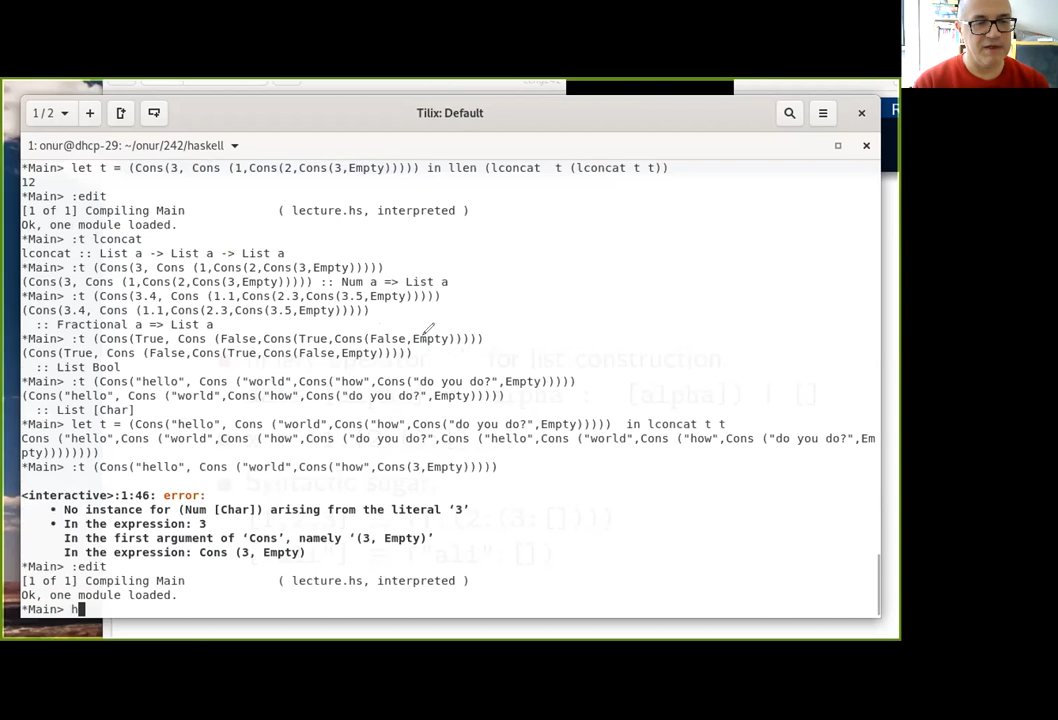 1/2
Tilix: Default
1: onur@dhcp-29: ~/onur/242/haskell
*Main> let t = (Cons(3, Cons (1,Cons(2,Cons(3,Empty))))) in llen (lconcat  t (lconcat t t))
12
*Main> :edit
[1 of 1] Compiling Main             ( lecture.hs, interpreted )
Ok, one module loaded.
*Main> :t lconcat
lconcat :: List a -> List a -> List a
*Main> :t (Cons(3, Cons (1,Cons(2,Cons(3,Empty)))))
(Cons(3, Cons (1,Cons(2,Cons(3,Empty))))) :: Num a => List a
*Main> :t (Cons(3.4, Cons (1.1,Cons(2.3,Cons(3.5,Empty)))))
(Cons(3.4, Cons (1.1,Cons(2.3,Cons(3.5,Empty)))))
  :: Fractional a => List a
*Main> :t (Cons(True, Cons (False,Cons(True,Cons(False,Empty)))))
(Cons(True, Cons (False,Cons(True,Cons(False,Empty)))))
  :: List Bool
*Main> :t (Cons("hello", Cons ("world",Cons("how",Cons("do you do?",Empty)))))
(Cons("hello", Cons ("world",Cons("how",Cons("do you do?",Empty)))))
  :: List [Char]
*Main> let t = (Cons("hello", Cons ("world",Cons("how",Cons("do you do?",Empty)))))  in lconcat t t
Cons ("hello",Cons ("world",Cons ("how",Cons ("do you do?",Cons ("hello",Cons ("world",Cons ("how",Cons ("do you do?",Em
pty))))))))
*Main> :t (Cons("hello", Cons ("world",Cons("how",Cons(3,Empty)))))
<interactive>:1:46: error:
• No instance for (Num [Char]) arising from the literal ‘3’
• In the expression: 3
In the first argument of ‘Cons’, namely ‘(3, Empty)’
In the expression: Cons (3, Empty)
*Main> :edit
[1 of 1] Compiling Main             ( lecture.hs, interpreted )
Ok, one module loaded.
*Main> h
for list construction
[alpha]) | []
Syntactic sugar